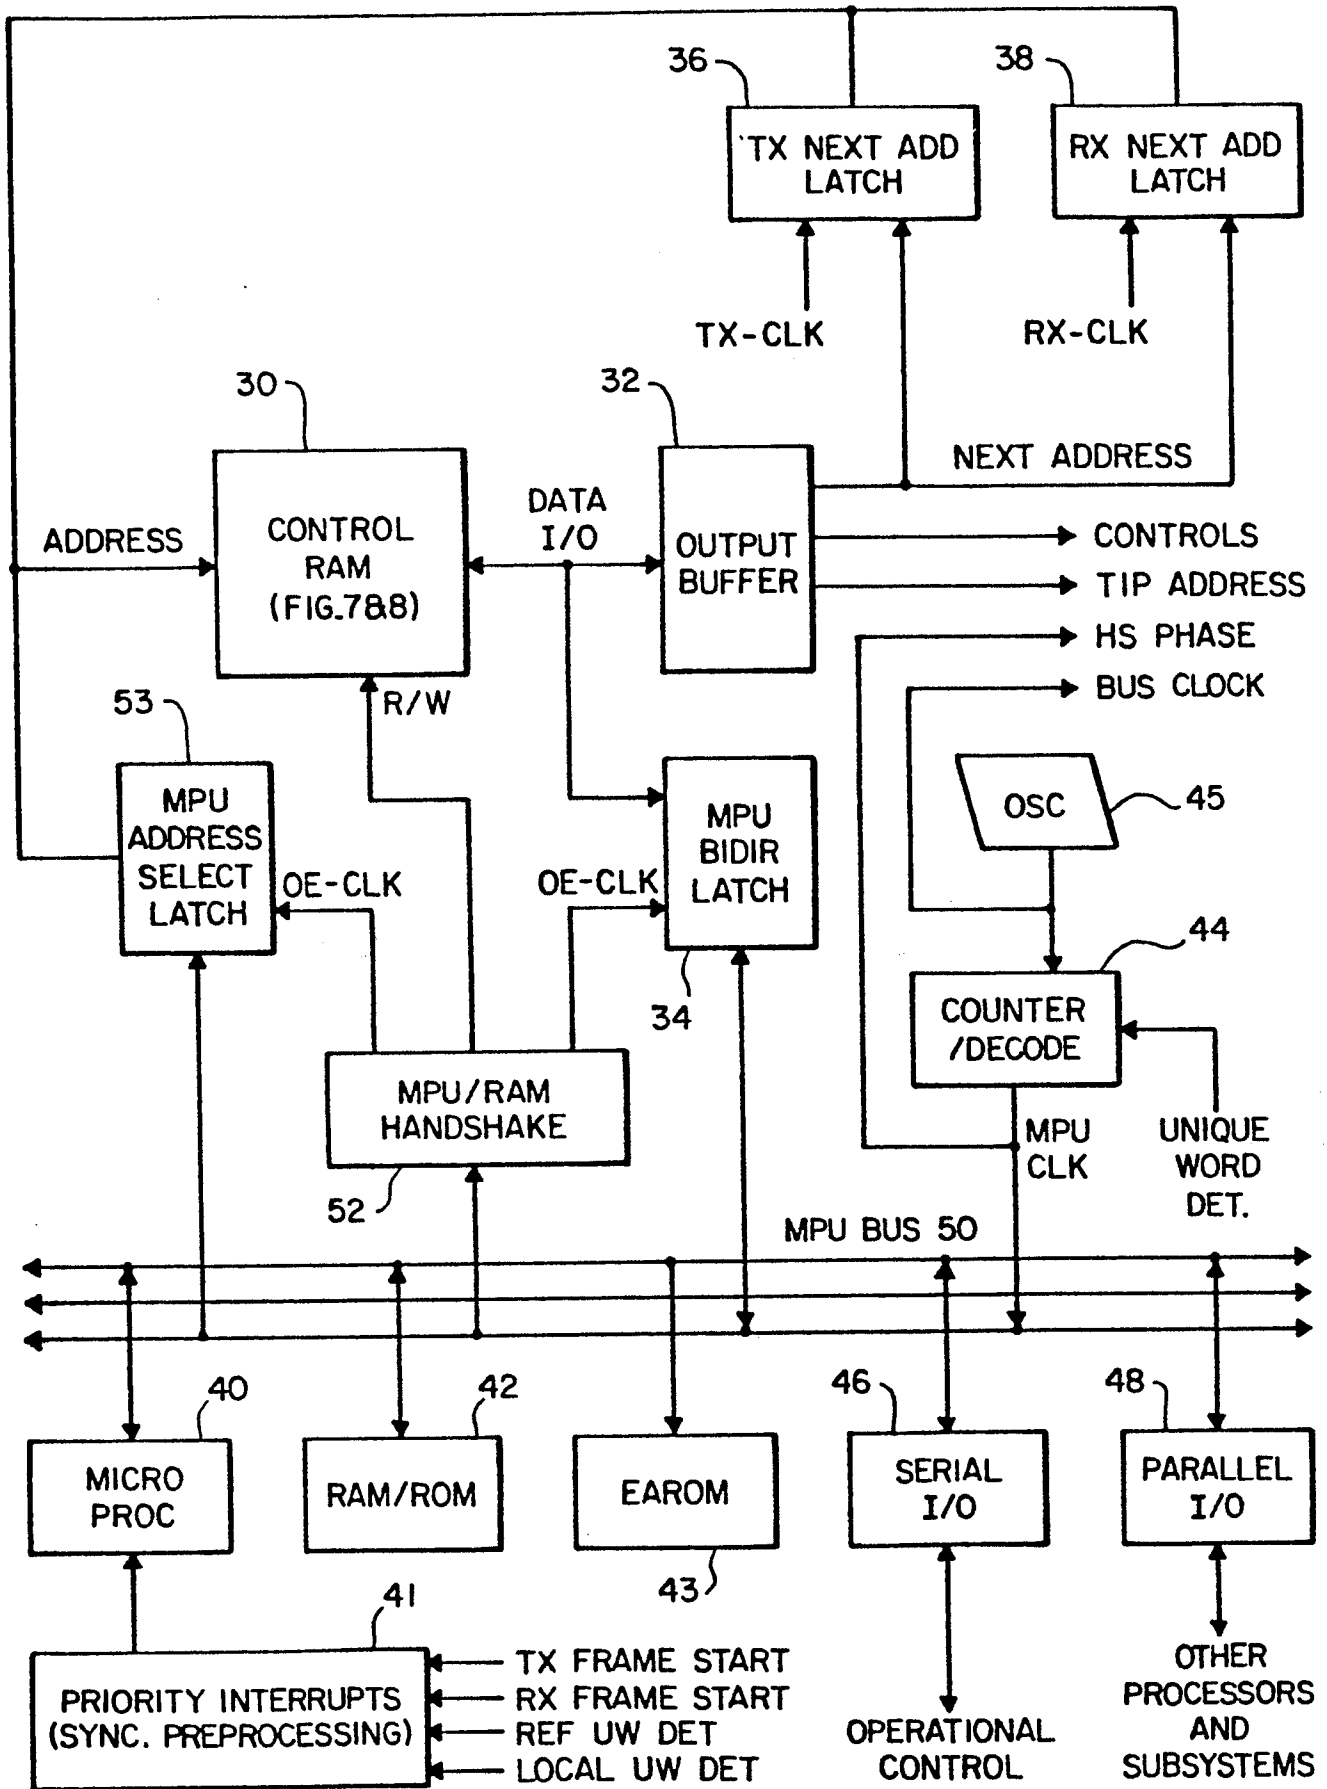 36
38
TX NEXT ADD
LATCH
RX NEXT ADD
LATCH
TX-CLK
RX-CLK
30
32
NEXT ADDRESS
ADDRESS
CONTROL
RAM
(FIG. 7&8)
DATA
I/O
OUTPUT
BUFFER
CONTROLS
TIP ADDRESS
HS PHASE
BUS CLOCK
R/W
53
MPU
ADDRESS
SELECT
LATCH
OE-CLK
OE-CLK
MPU
BIDIR
LATCH
34
OSC
45
44
COUNTER
/DECODE
MPU/RAM
HANDSHAKE
52
MPU
CLK
UNIQUE
WORD
DET.
MPU BUS 50
40
42
46
48
MICRO
PROC
RAM/ROM
EAROM
43
SERIAL
I/O
PARALLEL
I/O
41
PRIORITY INTERRUPTS
(SYNC. PREPROCESSING)
TX FRAME START
RX FRAME START
REF UW DET
LOCAL UW DET
OPERATIONAL
CONTROL
OTHER
PROCESSORS
AND
SUBSYSTEMS